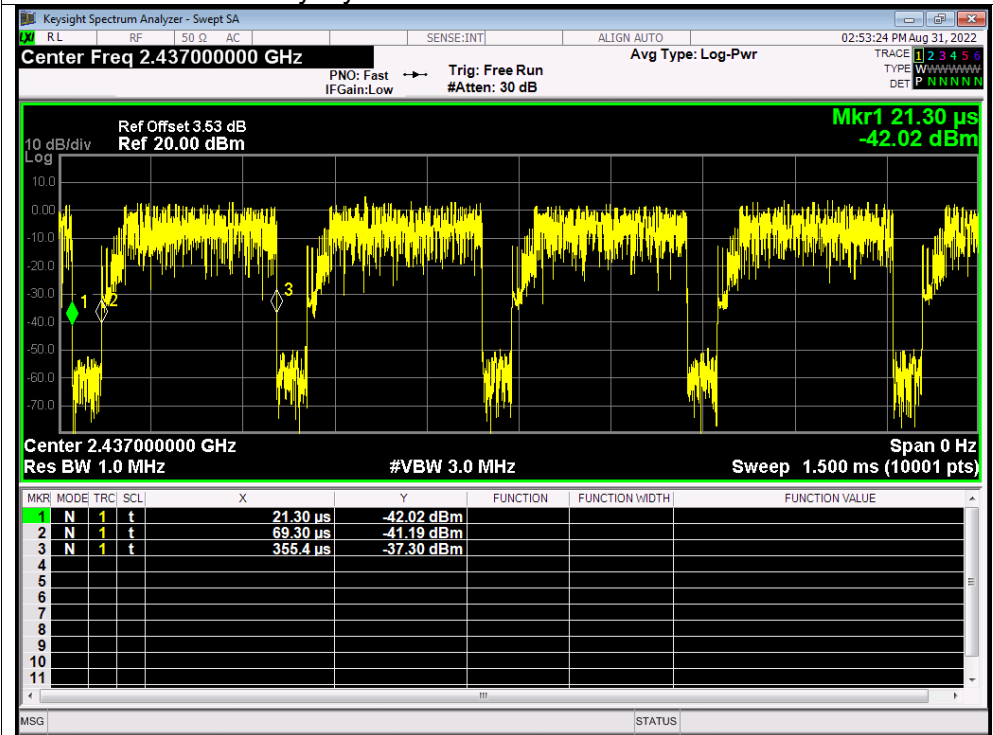 Keysight Spectrum Analyzer - Swept SA
LXI RL RF 50 Ω AC SENSE:INT ALIGN AUTO 02:53:24 PM Aug 31, 2022
Center Freq 2.437000000 GHz Avg Type: Log-Pwr TRACE 1 2 3 4 5 6
PNO: Fast Trig: Free Run TYPE WWWWWW
IFGain:Low #Atten: 30 dB DET P N N N N N
Mkr1 21.30 µs
Ref Offset 3.53 dB
10 dB/div Ref 20.00 dBm -42.02 dBm
Log
10.0
0.00
-10.0
-20.0
-30.0
1 2 3
-40.0
-50.0
-60.0
-70.0
Center 2.437000000 GHz Span 0 Hz
Res BW 1.0 MHz #VBW 3.0 MHz Sweep 1.500 ms (10001 pts)
MKR MODE TRC SCL X Y FUNCTION FUNCTION WIDTH FUNCTION VALUE
1 N 1 t 21.30 µs -42.02 dBm
2 N 1 t 69.30 µs -41.19 dBm
3 N 1 t 355.4 µs -37.30 dBm
4
5
6
7
8
9
10
11
MSG STATUS